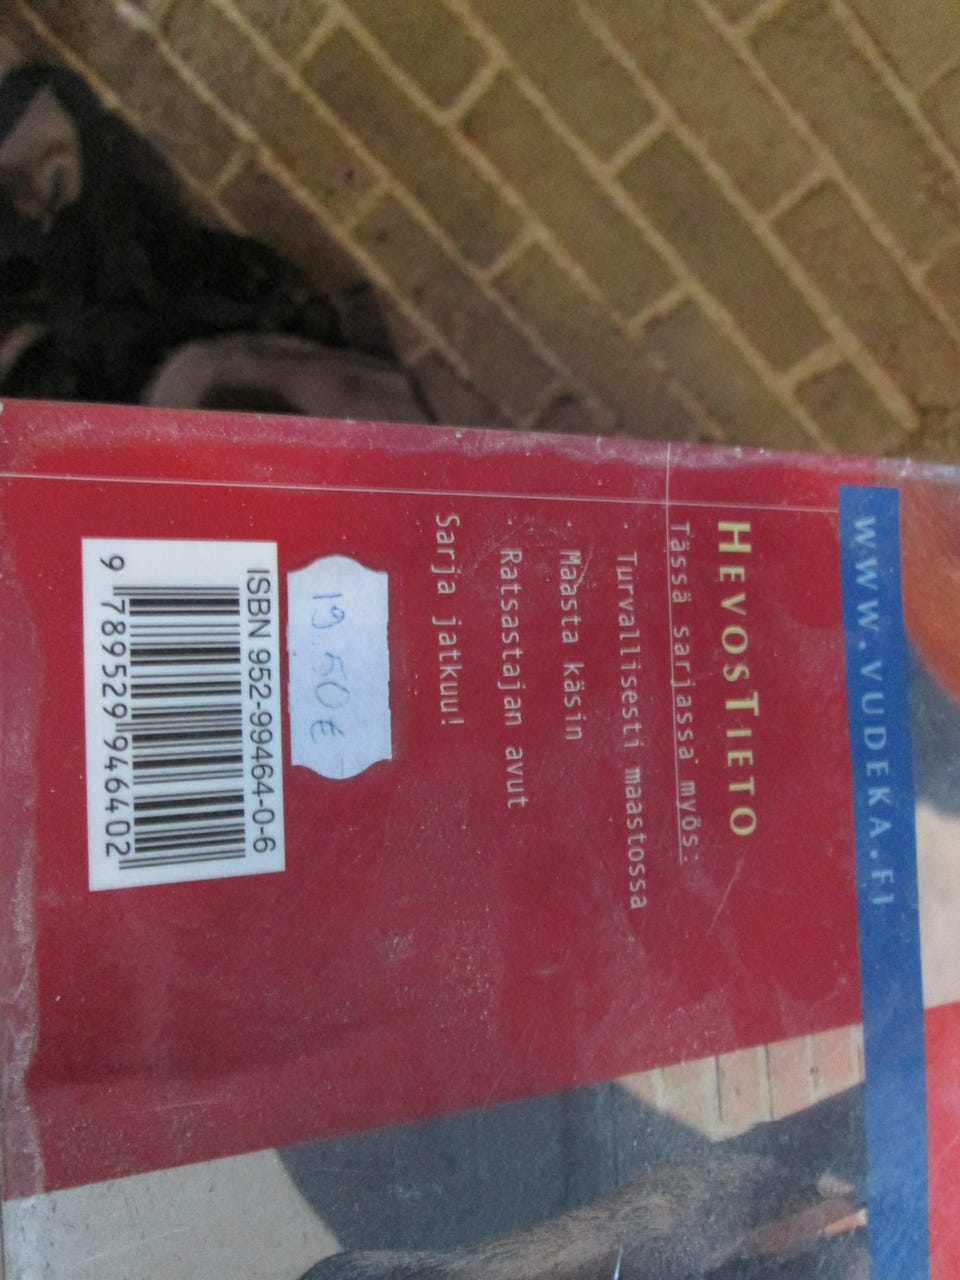 WWW.VUDEKA.FI
HEVOSTIETO
Tässä sarjassa myös:
· Turvallisesti maastossa
· Maasta käsin
· Ratsastajan avut
Sarja jatkuu!
19.50€
ISBN 952-99464-0-6
9 789529 946402